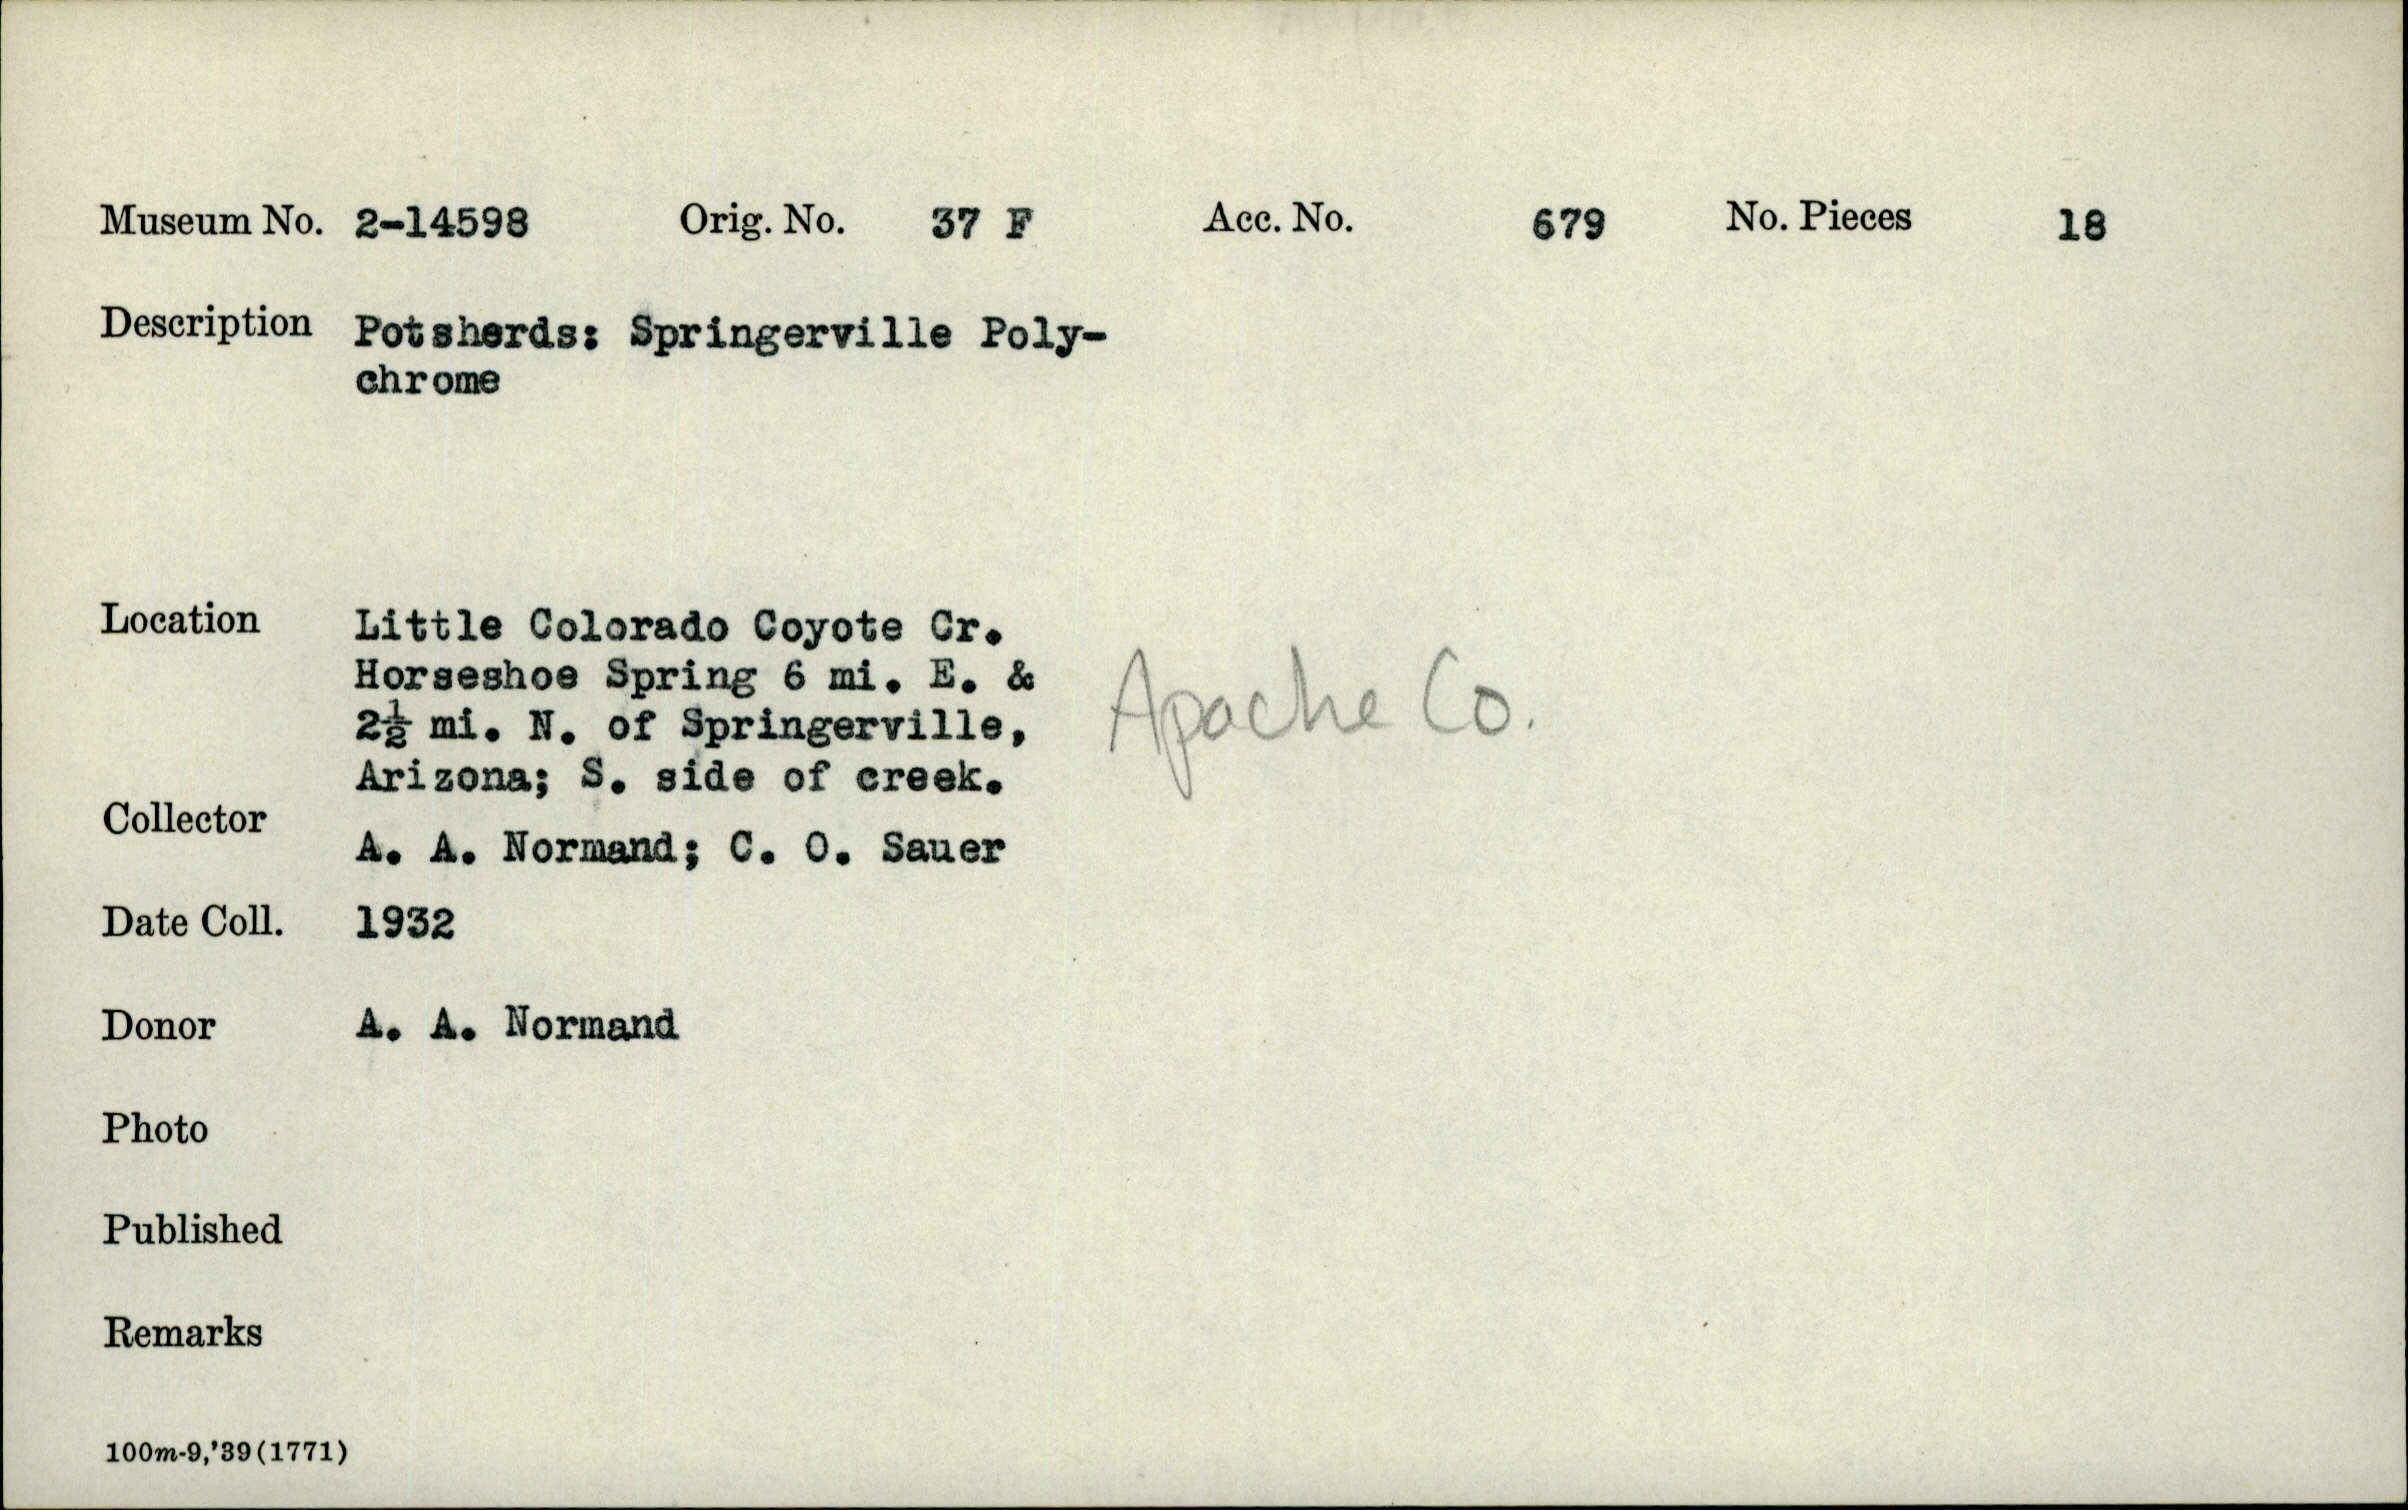 Museum No. 2-14598 Orig. No. 37 F Acc. No. 679 No. Pieces 18
Description Potsherds: Springerville Poly-
chrome
Location Little Colorado Coyote Cr.
Horseshoe Spring 6 mi. E. &
2½ mi. N. of Springerville,
Apache Co.
Arizona; S. side of creek.
Collector A. A. Normand; C. O. Sauer
Date Coll. 1932
Donor A. A. Normand
Photo
Published
Remarks
100m-9,'39(1771)